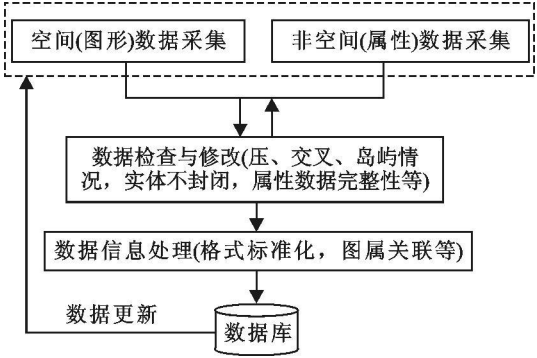 空间(图形)数据采集
非空间(属性)数据采集
数据检查与修改(压、交叉、岛屿情
况，实体不封闭，属性数据完整性等)
数据信息处理(格式标准化，图属关联等)
数据更新
数据库